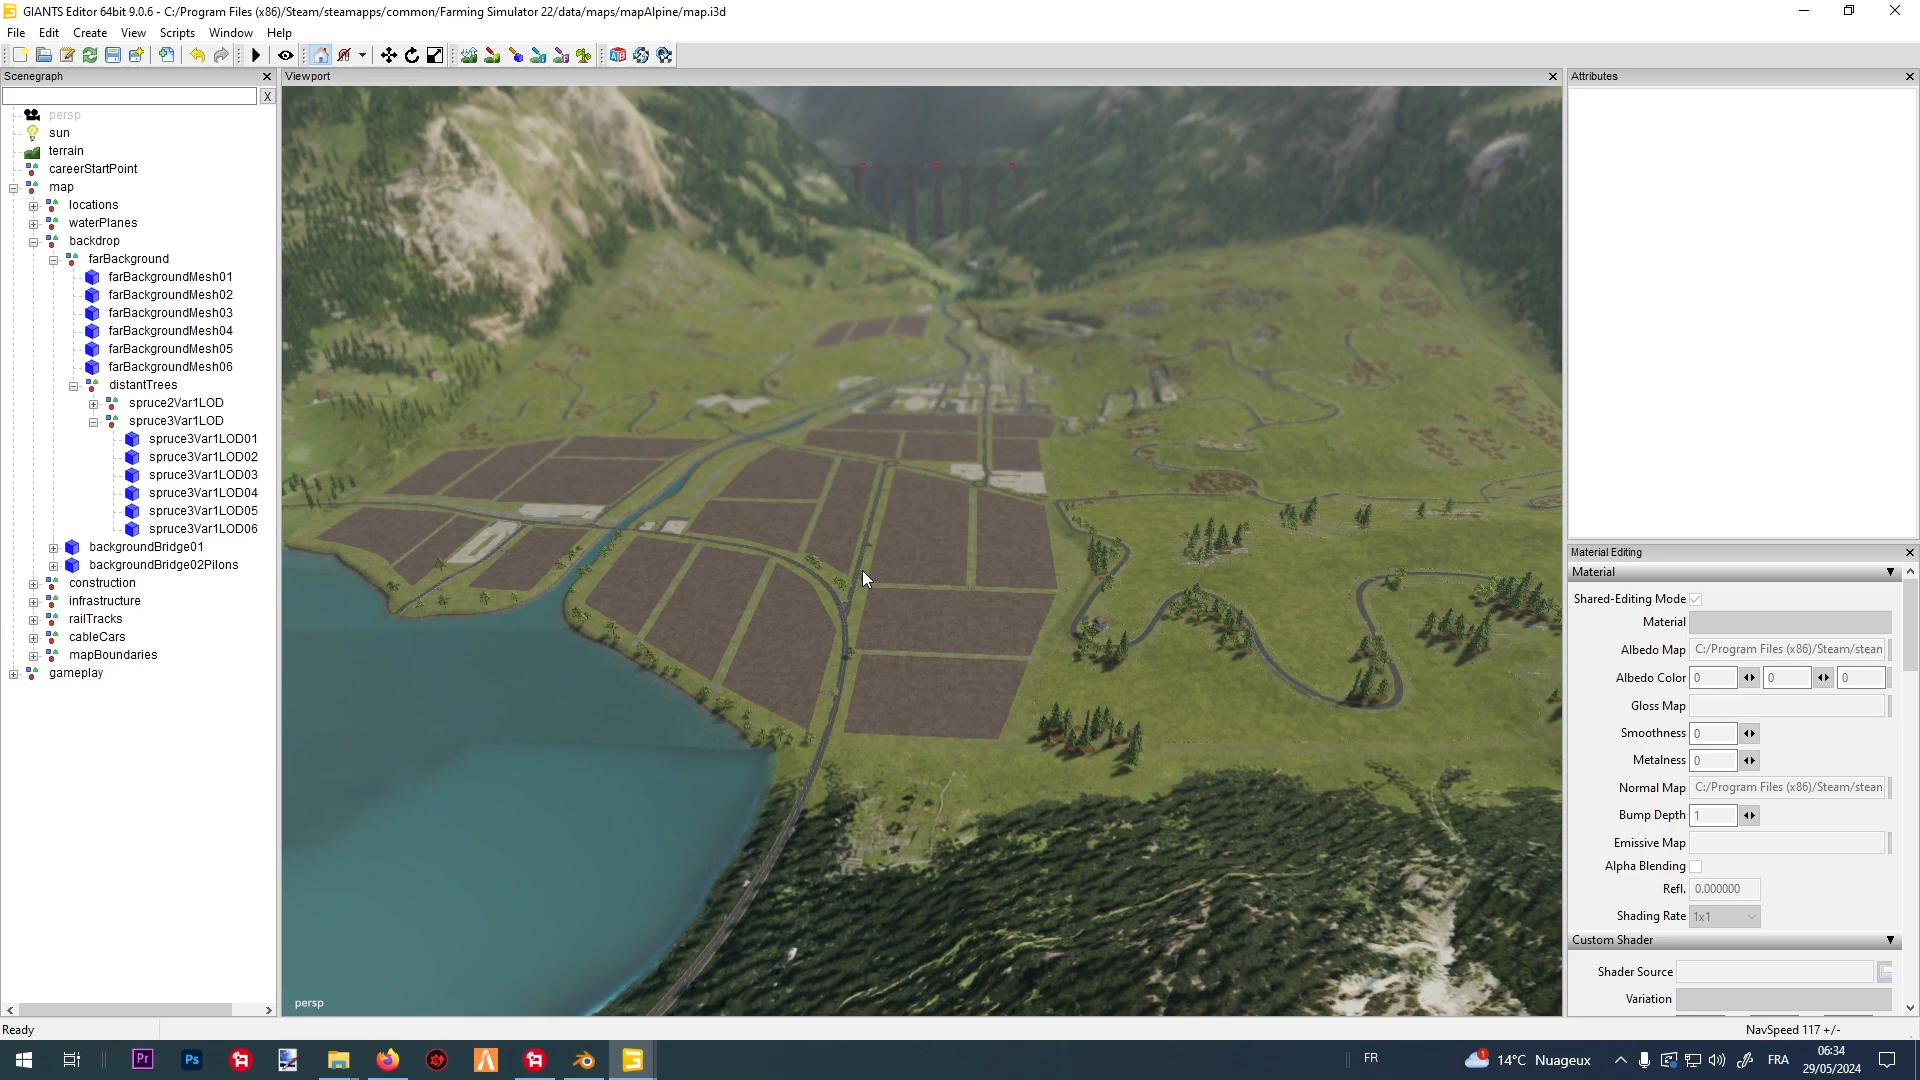 GIANTS Editor 64bit 9.0.6 - C:/Program Files (x86)/Steam/steamapps/common/Farming Simulator 22/data/maps/mapAlpine/map.i3d
File Edit Create View Scripts Window Help
Scenegraph
X
persp
sun
terrain
careerStartPoint
map
locations
waterPlanes
backdrop
farBackground
farBackgroundMesh01
farBackgroundMesh02
farBackgroundMesh03
farBackgroundMesh04
farBackgroundMesh05
farBackgroundMesh06
distantTrees
spruce2Var1LOD
spruce3Var1LOD
spruce3Var1LOD01
spruce3Var1LOD02
spruce3Var1LOD03
spruce3Var1LOD04
spruce3Var1LOD05
spruce3Var1LOD06
backgroundBridge01
backgroundBridge02Pilons
construction
infrastructure
railTracks
cableCars
mapBoundaries
gameplay
Viewport
persp
Attributes
Material Editing
Material
Shared-Editing Mode
Material
Albedo Map C:/Program Files (x86)/Steam/stean
Albedo Color 0 0 0
Gloss Map
Smoothness 0
Metalness 0
Normal Map C:/Program Files (x86)/Steam/stean
Bump Depth 1
Emissive Map
Alpha Blending
Refl. 0.000000
Shading Rate 1x1
Custom Shader
Shader Source
Variation
Ready
NavSpeed 117 +/-
Pr Ps
FR
1 14°C Nuageux
FRA
06:34
29/05/2024